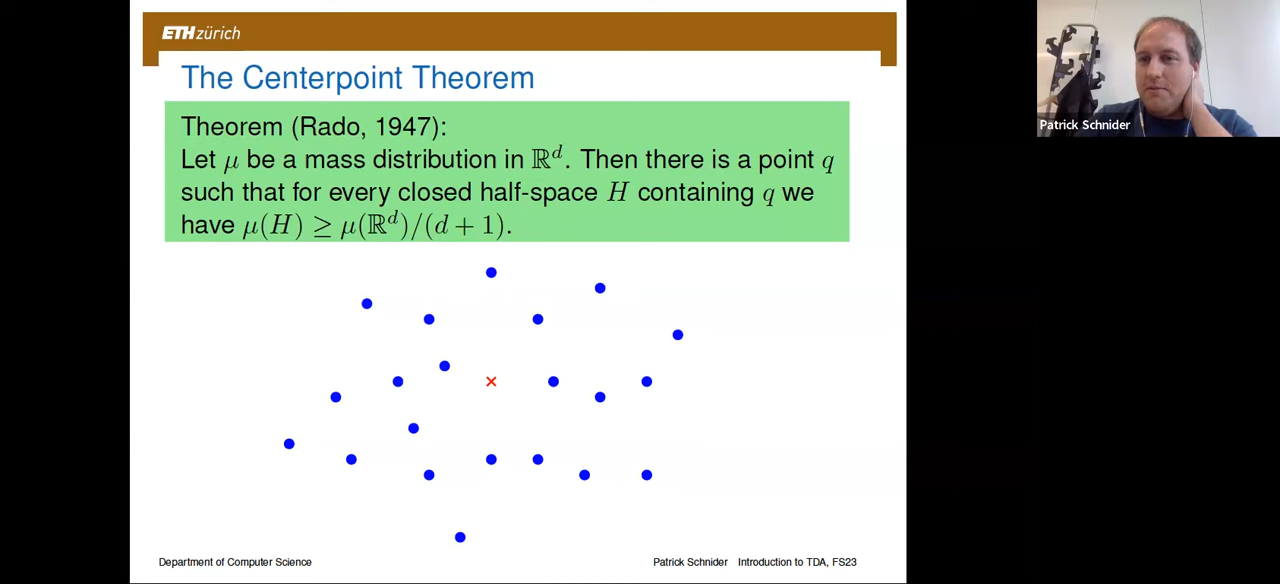 ETH zürich
The Centerpoint Theorem
Theorem (Rado, 1947):
Let μ be a mass distribution in ℝ^d. Then there is a point q
such that for every closed half-space H containing q we
have μ(H) ≥ μ(ℝ^d)/(d + 1).
Patrick Schnider
Department of Computer Science
Patrick Schnider Introduction to TDA, FS23